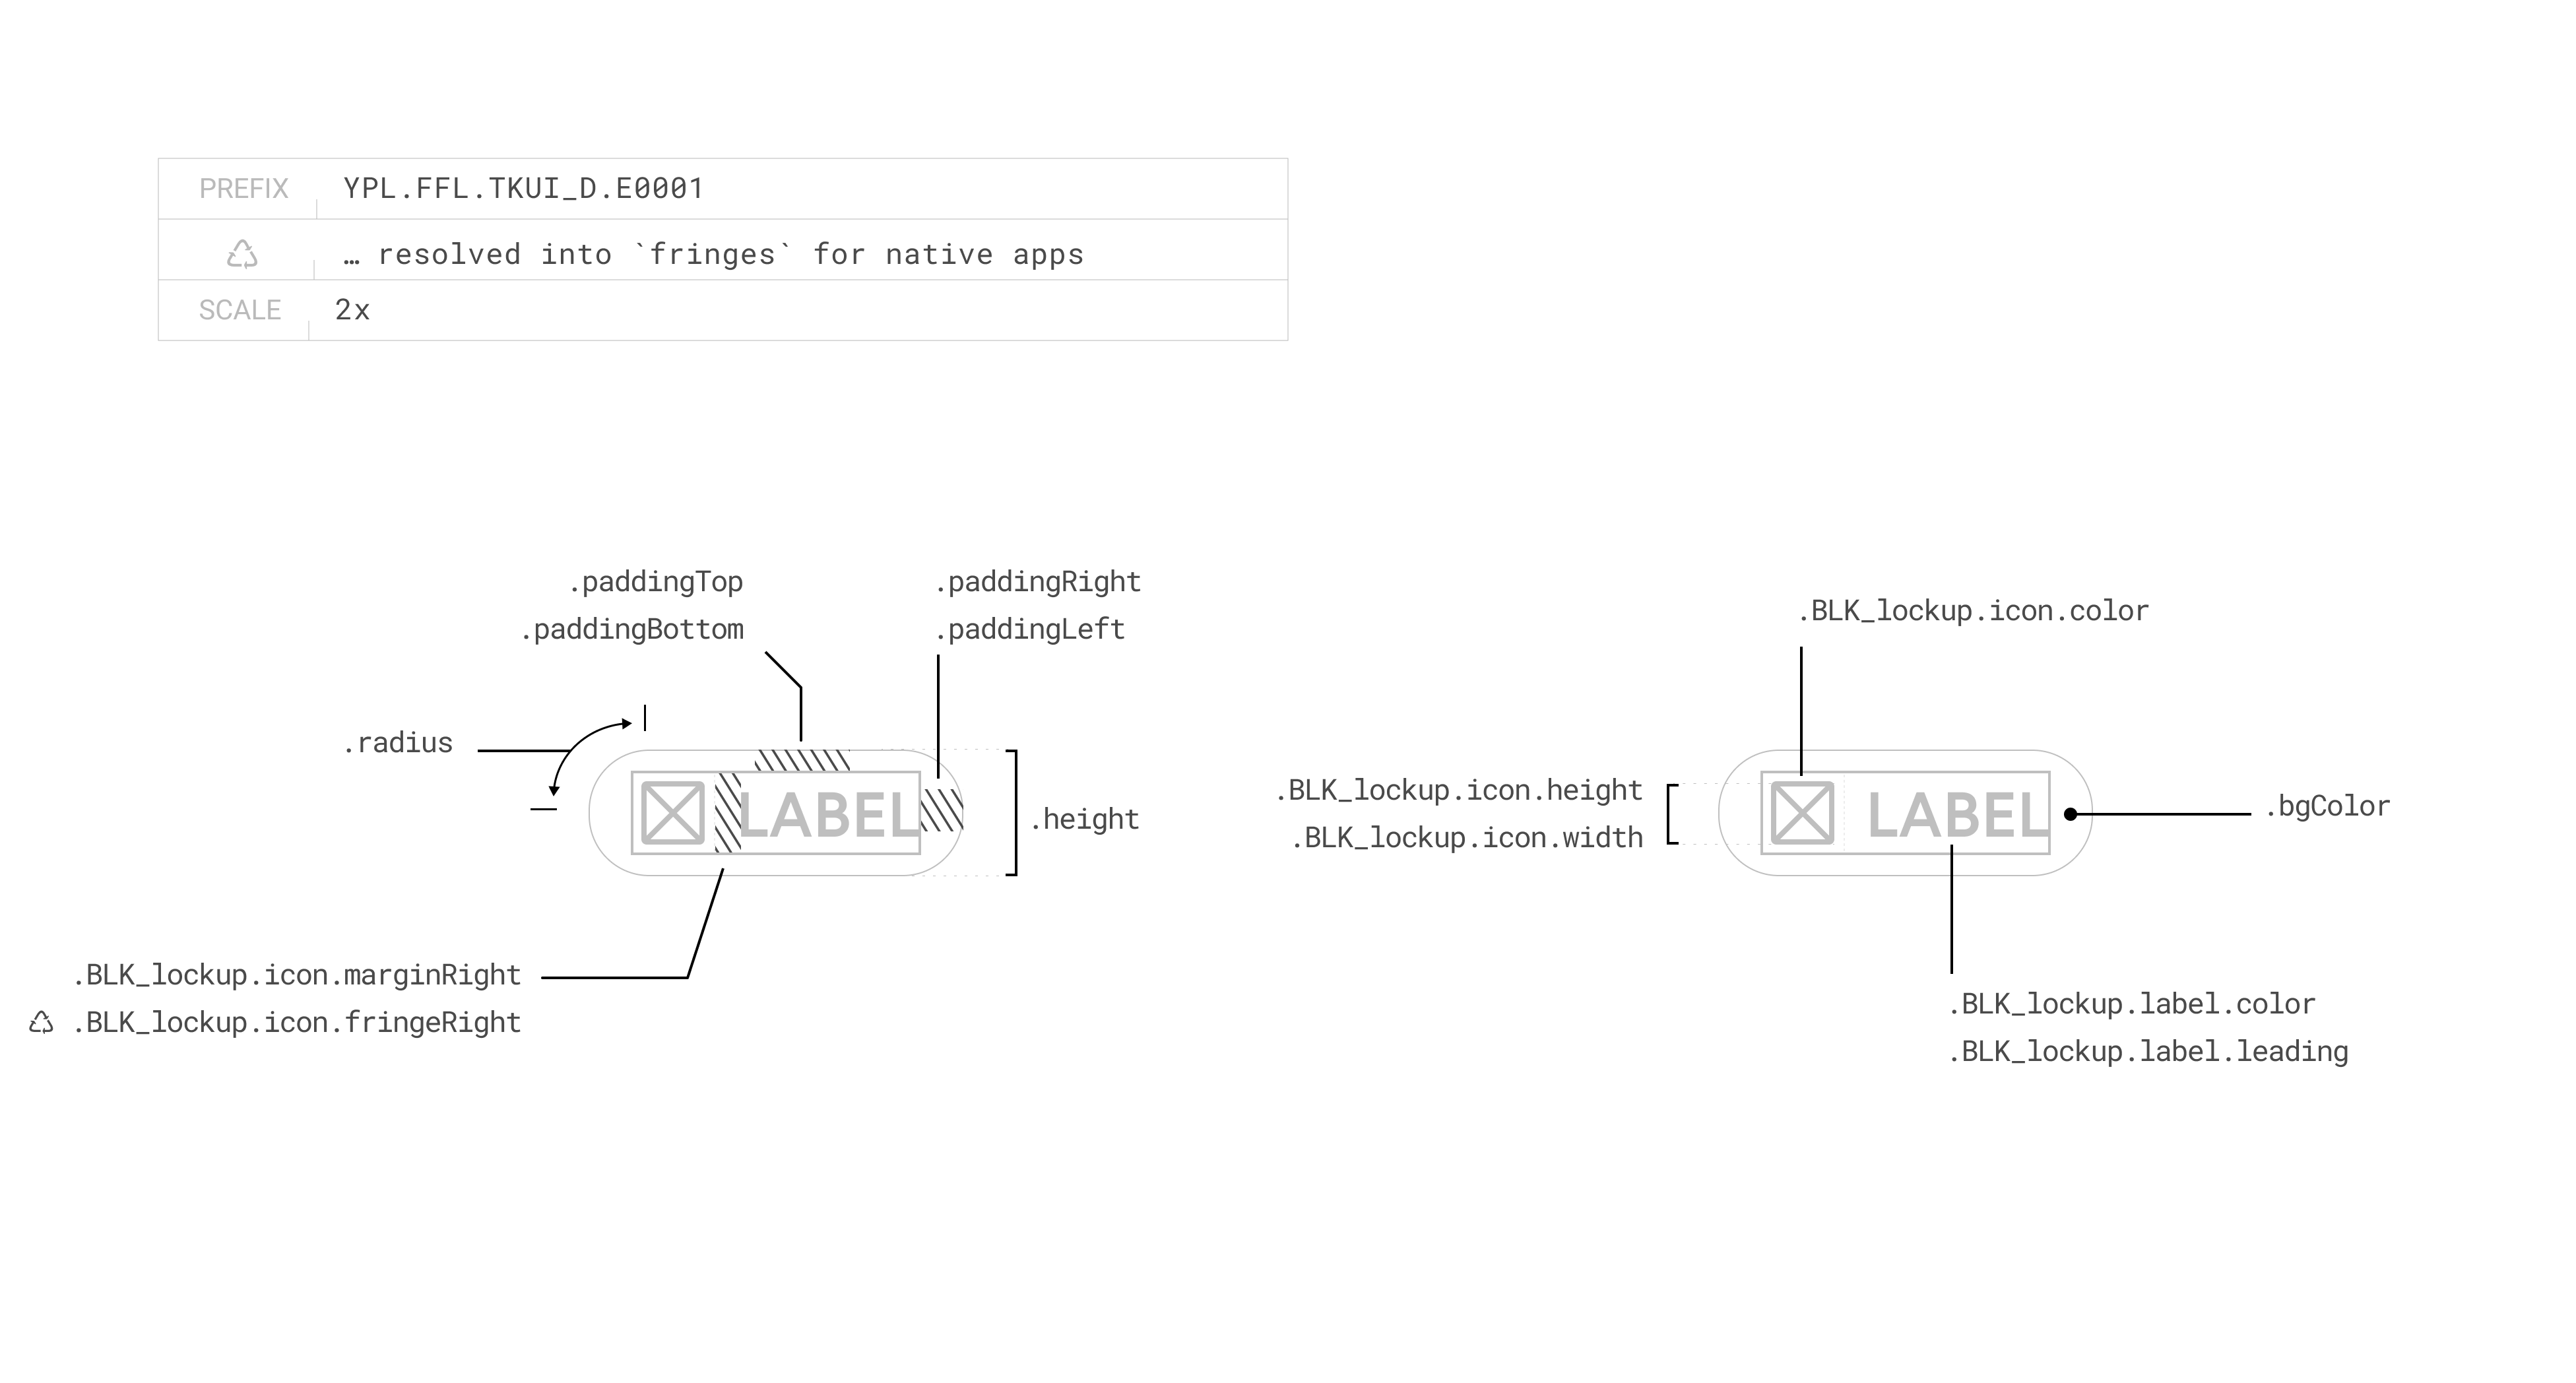 PREFIX YPL.FFL.TKUI_D.E0001
… resolved into `fringes` for native apps
SCALE 2x
.paddingTop
.paddingBottom
.paddingRight
.paddingLeft
.radius
LABEL
.height
.BLK_lockup.icon.marginRight
.BLK_lockup.icon.fringeRight
.BLK_lockup.icon.color
.BLK_lockup.icon.height
.BLK_lockup.icon.width
LABEL
.bgColor
.BLK_lockup.label.color
.BLK_lockup.label.leading